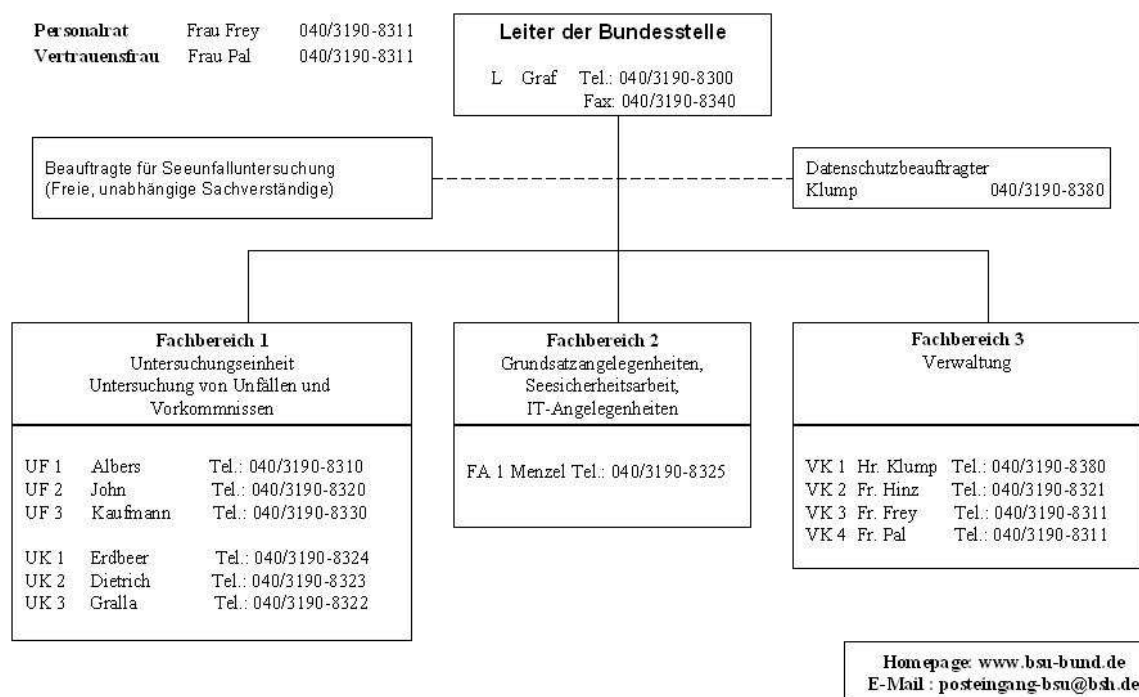 Personalrat Frau Frey 040/3190-8311
Vertrauensfrau Frau Pal 040/3190-8311
Leiter der Bundesstelle
L Graf Tel.: 040/3190-8300
Fax: 040/3190-8340
Beauftragte für Seeunfalluntersuchung
(Freie, unabhängige Sachverständige)
Datenschutzbeauftragter
Klump 040/3190-8380
Fachbereich 1
Untersuchungseinheit
Untersuchung von Unfällen und
Vorkommnissen
UF 1 Albers Tel.: 040/3190-8310
UF 2 John Tel.: 040/3190-8320
UF 3 Kaufmann Tel.: 040/3190-8330
UK 1 Erdbeer Tel.: 040/3190-8324
UK 2 Dietrich Tel.: 040/3190-8323
UK 3 Gralla Tel.: 040/3190-8322
Fachbereich 2
Grundsatzangelegenheiten,
Seesicherheitsarbeit,
IT-Angelegenheiten
FA 1 Menzel Tel.: 040/3190-8325
Fachbereich 3
Verwaltung
VK 1 Hr. Klump Tel.: 040/3190-8380
VK 2 Fr. Hinz Tel.: 040/3190-8321
VK 3 Fr. Frey Tel.: 040/3190-8311
VK 4 Fr. Pal Tel.: 040/3190-8311
Homepage: www.bsu-bund.de
E-Mail : posteingang-bsu@bsh.de